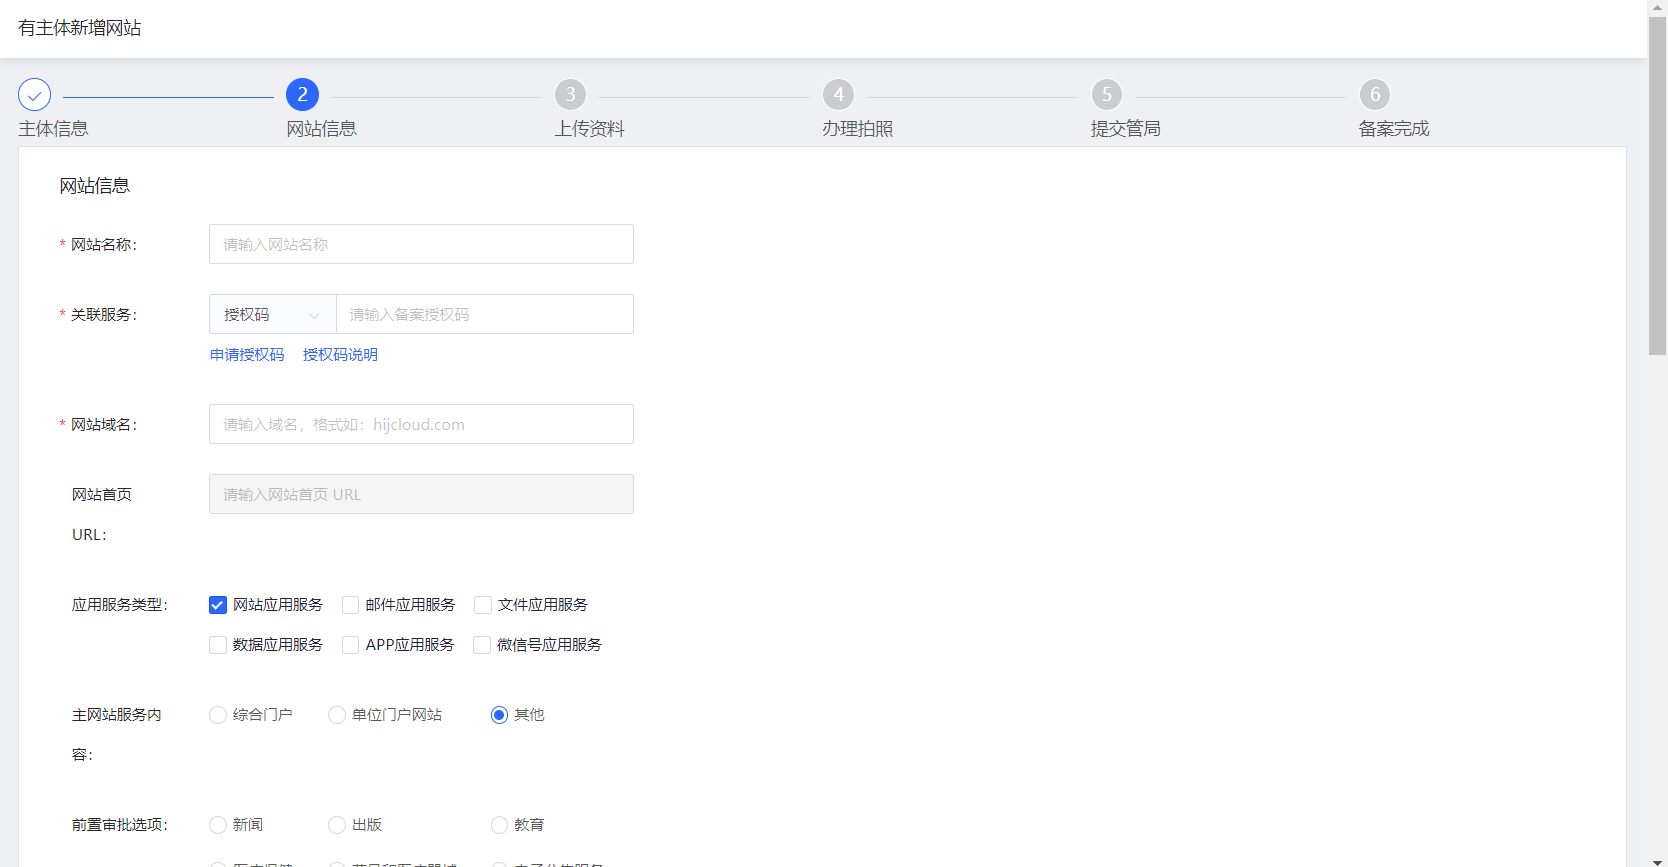 有主体新增网站
2 3 4 5 6
主体信息 网站信息 上传资料 办理拍照 提交管局 备案完成
网站信息
* 网站名称: 请输入网站名称
* 关联服务: 授权码 请输入备案授权码
申请授权码 授权码说明
* 网站域名: 请输入域名，格式如：hijcloud.com
网站首页 请输入网站首页 URL
URL:
应用服务类型: 网站应用服务 邮件应用服务 文件应用服务
数据应用服务 APP应用服务 微信号应用服务
主网站服务内 综合门户 单位门户网站 其他
容:
前置审批选项: 新闻 出版 教育